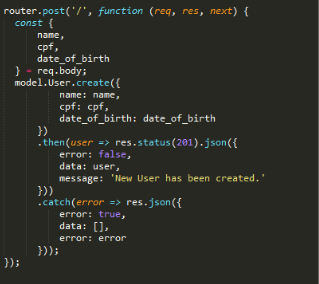 router.post('/', function (req, res, next) {
  const {
      name,
      cpf,
      date_of_birth
  } = req.body;
  model.User.create({
          name: name,
          cpf: cpf,
          date_of_birth: date_of_birth
      })
      .then(user => res.status(201).json({
          error: false,
          data: user,
          message: 'New User has been created.'
      }))
      .catch(error => res.json({
          error: true,
          data: [],
          error: error
      }));
});